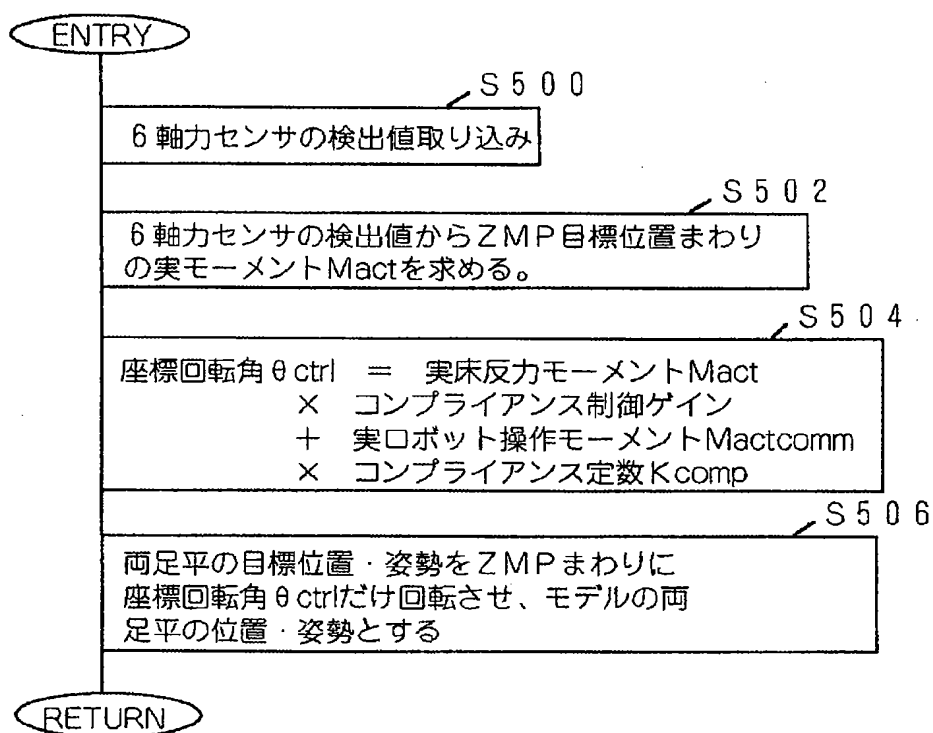 ENTRY
S500
6軸力センサの検出値取り込み
S502
6軸力センサの検出値からZMP目標位置まわり
の実モーメントMactを求める。
S504
座標回転角θctrl = 実床反力モーメントMact
× コンプライアンス制御ゲイン
+ 実ロボット操作モーメントMactcomm
× コンプライアンス定数Kcomp
S506
両足平の目標位置・姿勢をZMPまわりに
座標回転角θctrlだけ回転させ、モデルの両
足平の位置・姿勢とする
RETURN